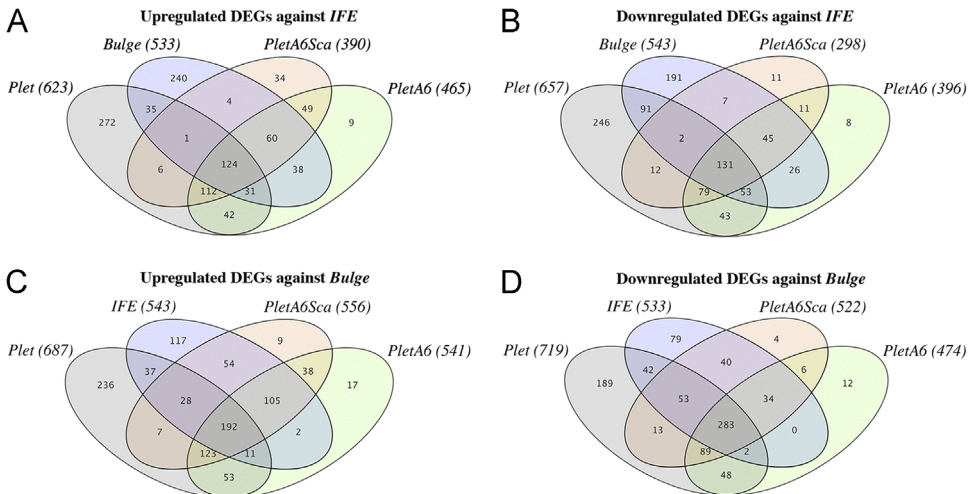 A
Upregulated DEGs against IFE
Bulge (533)
PletA6Sca (390)
Plet (623)
PletA6 (465)
240
34
35
4
49
272
9
1
60
124
6
38
112
31
42
B
Downregulated DEGs against IFE
Bulge (543)
PletA6Sca (298)
Plet (657)
PletA6 (396)
191
11
91
7
11
246
8
2
45
131
12
26
79
53
43
C
Upregulated DEGs against Bulge
IFE (543)
PletA6Sca (556)
Plet (687)
PletA6 (541)
117
9
37
54
38
236
17
28
105
192
7
2
123
11
53
D
Downregulated DEGs against Bulge
IFE (533)
PletA6Sca (522)
Plet (719)
PletA6 (474)
79
4
42
40
6
189
12
53
34
283
13
0
89
2
48